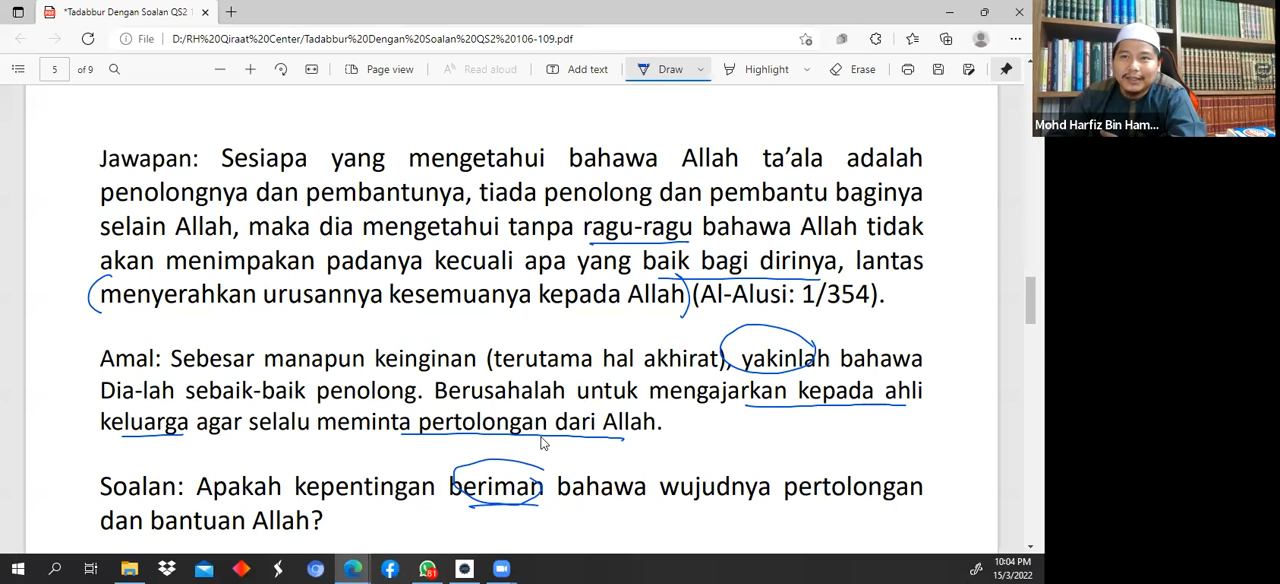 *Tadabbur Dengan Soalan QS2 1
File
D:/RH%20Qiraat%20Center/Tadabbur%20Dengan%20Soalan%20QS2%20106-109.pdf
5 of 9
Page view
Read aloud
Add text
Draw
Highlight
Erase
Mohd Harfiz Bin Ham...
Jawapan: Sesiapa yang mengetahui bahawa Allah ta’ala adalah
penolongnya dan pembantunya, tiada penolong dan pembantu baginya
selain Allah, maka dia mengetahui tanpa ragu-ragu bahawa Allah tidak
akan menimpakan padanya kecuali apa yang baik bagi dirinya, lantas
menyerahkan urusannya kesemuanya kepada Allah (Al-Alusi: 1/354).
Amal: Sebesar manapun keinginan (terutama hal akhirat), yakinlah bahawa
Dia-lah sebaik-baik penolong. Berusahalah untuk mengajarkan kepada ahli
keluarga agar selalu meminta pertolongan dari Allah.
Soalan: Apakah kepentingan beriman bahawa wujudnya pertolongan
dan bantuan Allah?
81
10:04 PM
15/3/2022